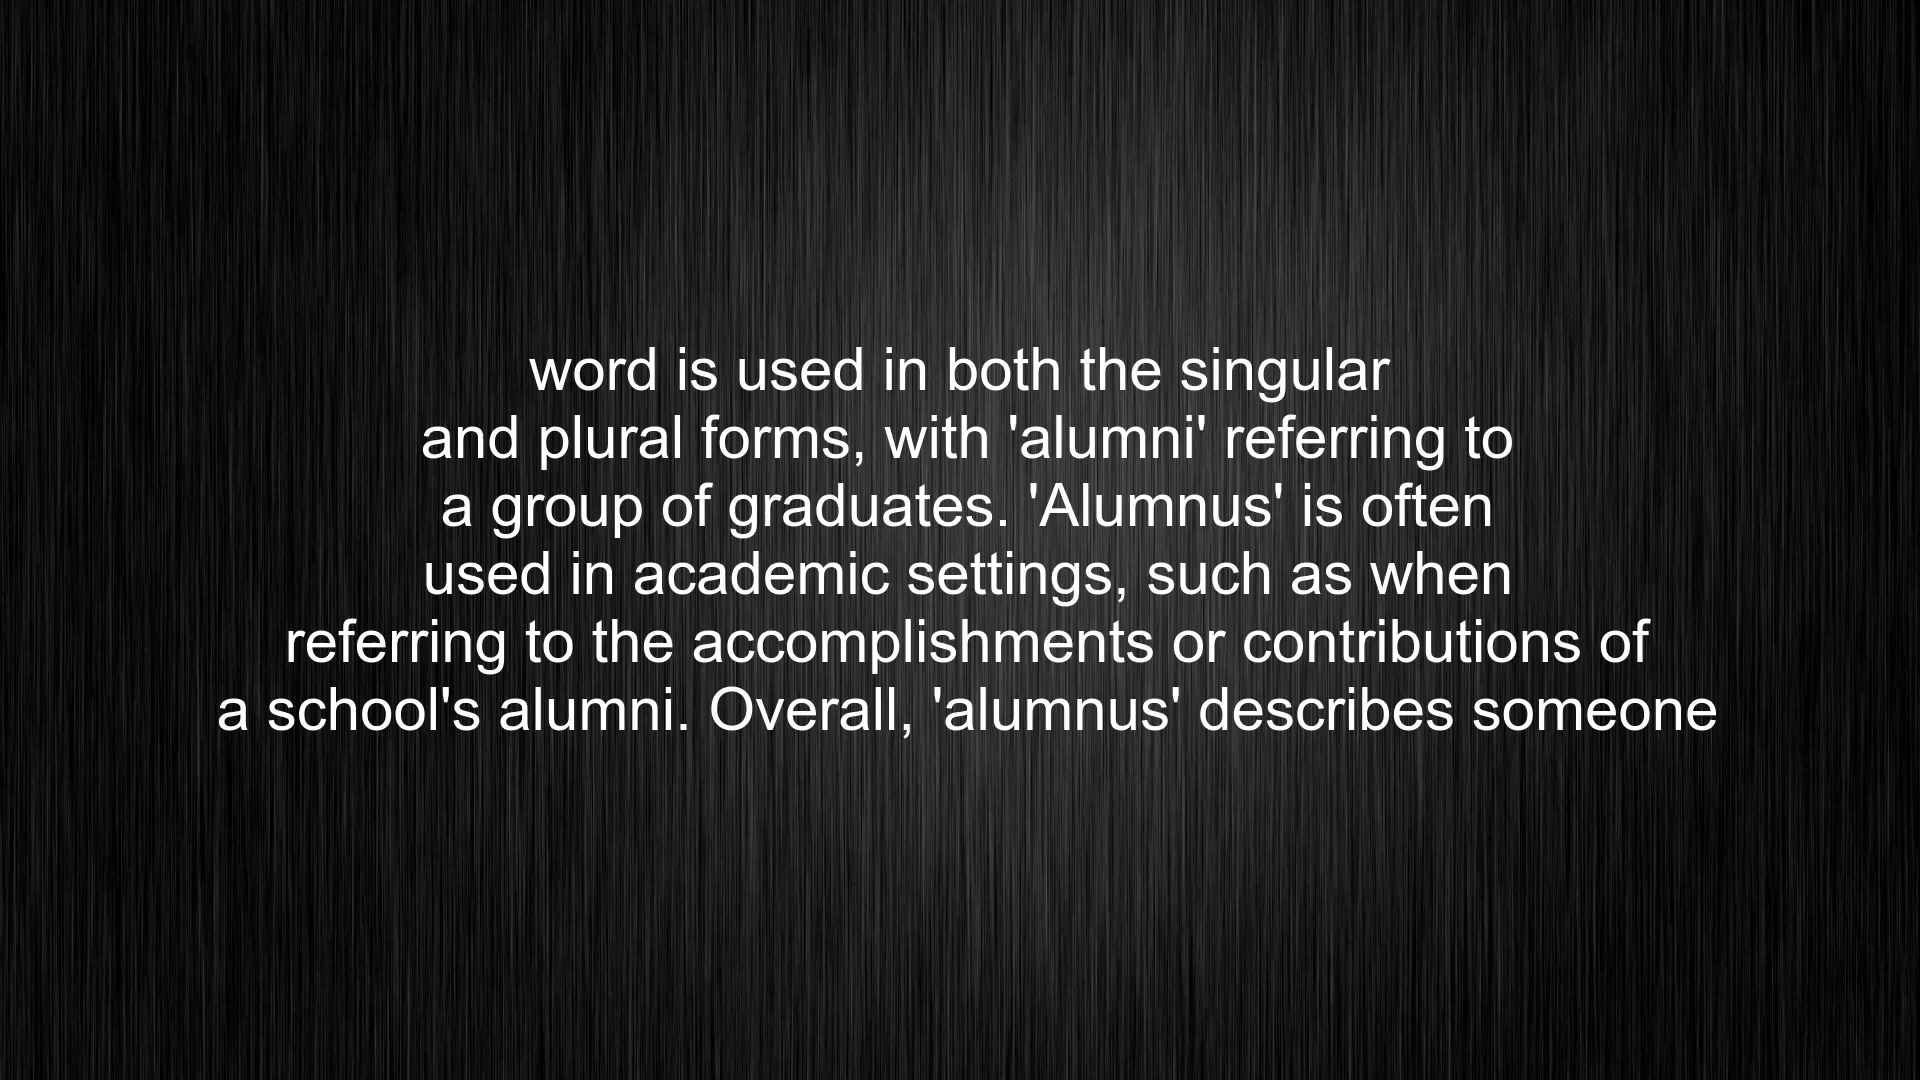 word is used in both the singular
and plural forms, with 'alumni' referring to
a group of graduates. 'Alumnus' is often
used in academic settings, such as when
referring to the accomplishments or contributions of
a school's alumni. Overall, 'alumnus' describes someone